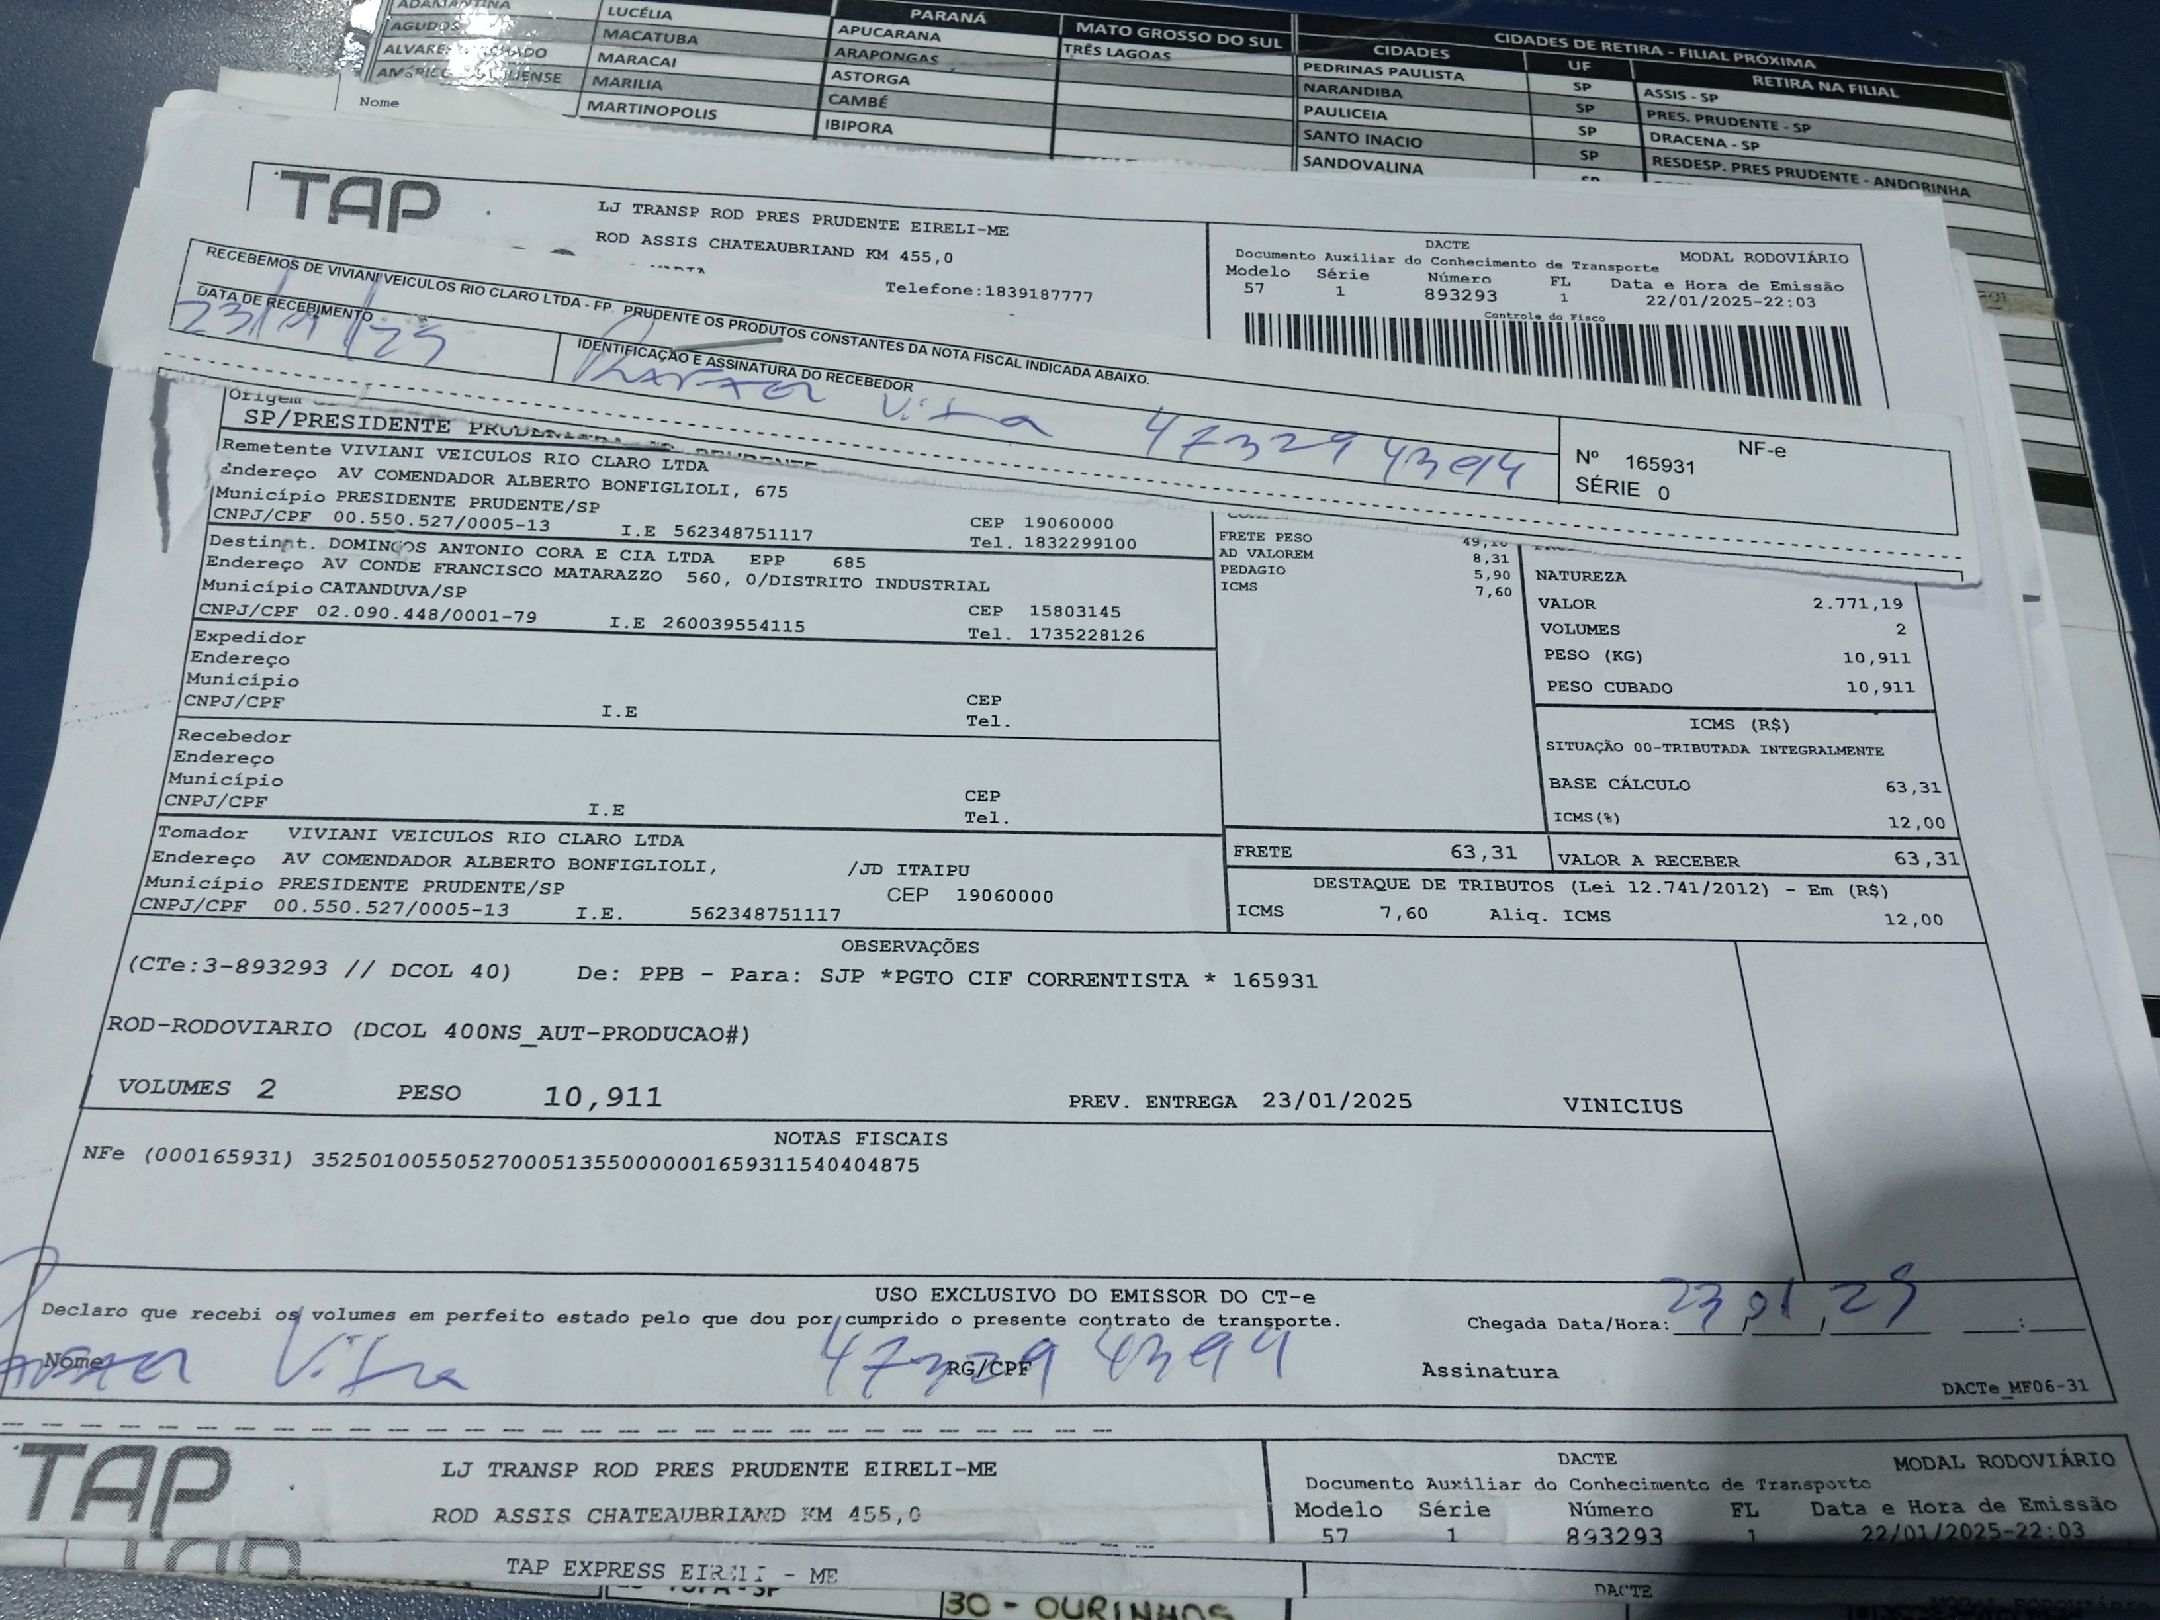 ADAMANTINA LUCÉLIA PARANÁ MATO GROSSO DO SUL CIDADES DE RETIRA - FILIAL PRÓXIMA
AGUDOS MACATUBA APUCARANA TRÊS LAGOAS CIDADES UF RETIRA NA FILIAL
MARACAI ARAPONGAS PEDRINAS PAULISTA SP ASSIS - SP
MARILIA ASTORGA NARANDIBA SP PRES. PRUDENTE - SP
MARTINOPOLIS CAMBÉ PAULICEIA SP DRACENA - SP
IBIPORA SANTO INACIO SP RESDESP. PRES PRUDENTE - ANDORINHA
SANDOVALINA
Nome
TAP
LJ TRANSP ROD PRES PRUDENTE EIRELI-ME
ROD ASSIS CHATEAUBRIAND KM 455,0
Telefone:1839187777
DACTE MODAL RODOVIÁRIO
Documento Auxiliar do Conhecimento de Transporte
Modelo Série Número FL Data e Hora de Emissão
57 1 893293 1 22/01/2025-22:03
Controle do Fisco
RECEBEMOS DE VIVIANI VEICULOS RIO CLARO LTDA - FP. PRUDENTE OS PRODUTOS CONSTANTES DA NOTA FISCAL INDICADA ABAIXO.
DATA DE RECEBIMENTO IDENTIFICAÇÃO E ASSINATURA DO RECEBEDOR
23/1/25 473294394
NF-e
Nº 165931
SÉRIE 0
Origem
SP/PRESIDENTE PRUDENTE
Remetente VIVIANI VEICULOS RIO CLARO LTDA
Endereço AV COMENDADOR ALBERTO BONFIGLIOLI, 675
Município PRESIDENTE PRUDENTE/SP CEP 19060000
CNPJ/CPF 00.550.527/0005-13 I.E 562348751117 Tel. 1832299100
Destinat. DOMINGOS ANTONIO CORA E CIA LTDA EPP 685
Endereço AV CONDE FRANCISCO MATARAZZO 560, 0/DISTRITO INDUSTRIAL
Município CATANDUVA/SP CEP 15803145
CNPJ/CPF 02.090.448/0001-79 I.E 260039554115 Tel. 1735228126
Expedidor
Endereço
Município CEP
CNPJ/CPF I.E Tel.
Recebedor
Endereço
Município CEP
CNPJ/CPF I.E Tel.
Tomador VIVIANI VEICULOS RIO CLARO LTDA
Endereço AV COMENDADOR ALBERTO BONFIGLIOLI, /JD ITAIPU
Município PRESIDENTE PRUDENTE/SP CEP 19060000
CNPJ/CPF 00.550.527/0005-13 I.E. 562348751117
FRETE PESO
AD VALOREM 8,31
PEDAGIO 5,90
ICMS 7,60
NATUREZA
VALOR 2.771,19
VOLUMES 2
PESO (KG) 10,911
PESO CUBADO 10,911
ICMS (R$)
SITUAÇÃO 00-TRIBUTADA INTEGRALMENTE
BASE CÁLCULO 63,31
ICMS(%) 12,00
FRETE 63,31 VALOR A RECEBER 63,31
DESTAQUE DE TRIBUTOS (Lei 12.741/2012) - Em (R$)
ICMS 7,60 Aliq. ICMS 12,00
OBSERVAÇÕES
(CTe:3-893293 // DCOL 40) De: PPB - Para: SJP *PGTO CIF CORRENTISTA * 165931
ROD-RODOVIARIO (DCOL 400NS_AUT-PRODUCAO#)
VOLUMES 2 PESO 10,911 PREV. ENTREGA 23/01/2025 VINICIUS
NOTAS FISCAIS
NFe (000165931) 35250100550527000513550000001659311540404875
USO EXCLUSIVO DO EMISSOR DO CT-e
Declaro que recebi os volumes em perfeito estado pelo que dou por cumprido o presente contrato de transporte. Chegada Data/Hora: 23,01,25 :
Nome RG/CPF 473294394 Assinatura
DACTe_MF06-31
TAP
LJ TRANSP ROD PRES PRUDENTE EIRELI-ME
ROD ASSIS CHATEAUBRIAND KM 455,0
DACTE MODAL RODOVIÁRIO
Documento Auxiliar do Conhecimento de Transporte
Modelo Série Número FL Data e Hora de Emissão
57 1 893293 1 22/01/2025-22:03
TAP EXPRESS EIRELI - ME
DACTE
30 - OURINHOS